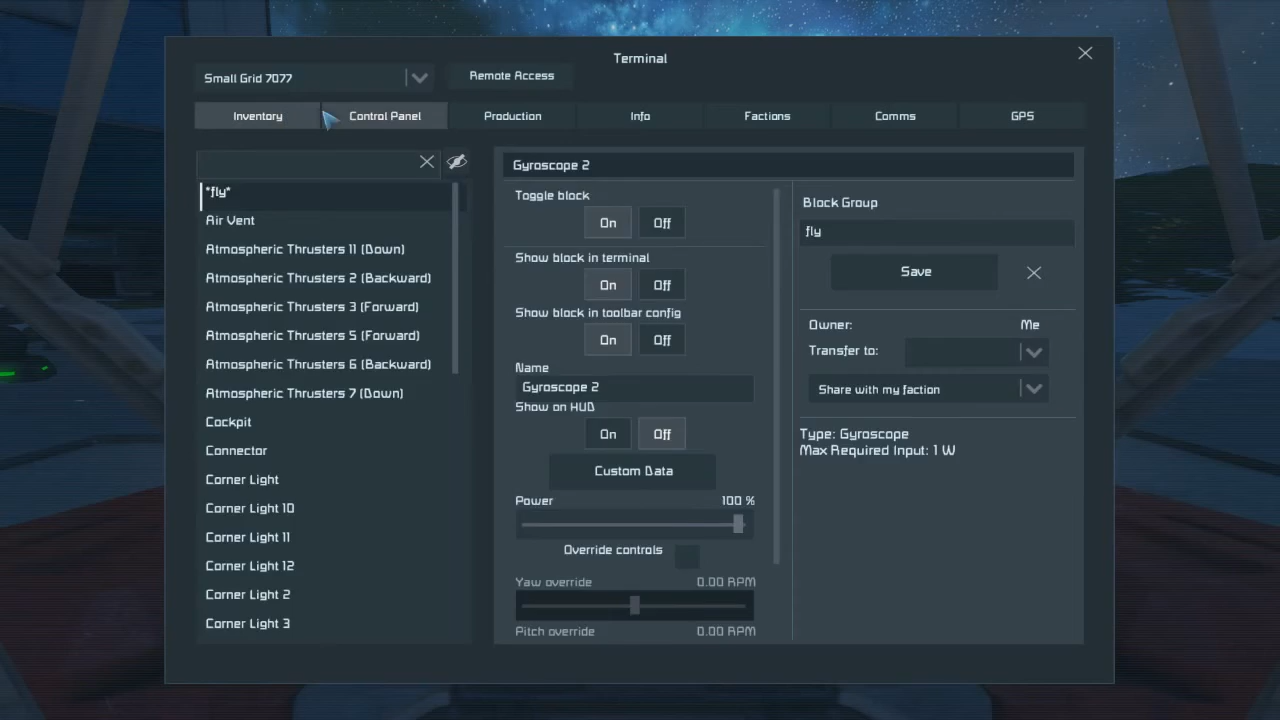 Terminal
Small Grid 7077
Remote Access
Inventory
Control Panel
Production
Info
Factions
Comms
GPS
*fly*
Air Vent
Atmospheric Thrusters 11 (Down)
Atmospheric Thrusters 2 (Backward)
Atmospheric Thrusters 3 (Forward)
Atmospheric Thrusters 5 (Forward)
Atmospheric Thrusters 6 (Backward)
Atmospheric Thrusters 7 (Down)
Cockpit
Connector
Corner Light
Corner Light 10
Corner Light 11
Corner Light 12
Corner Light 2
Corner Light 3
Gyroscope 2
Toggle block
On Off
Show block in terminal
On Off
Show block in toolbar config
On Off
Name
Gyroscope 2
Show on HUD
On Off
Custom Data
Power 100 %
Override controls
Yaw override 0.00 RPM
Pitch override 0.00 RPM
Block Group
fly
Save
Owner: Me
Transfer to:
Share with my faction
Type: Gyroscope
Max Required Input: 1 W